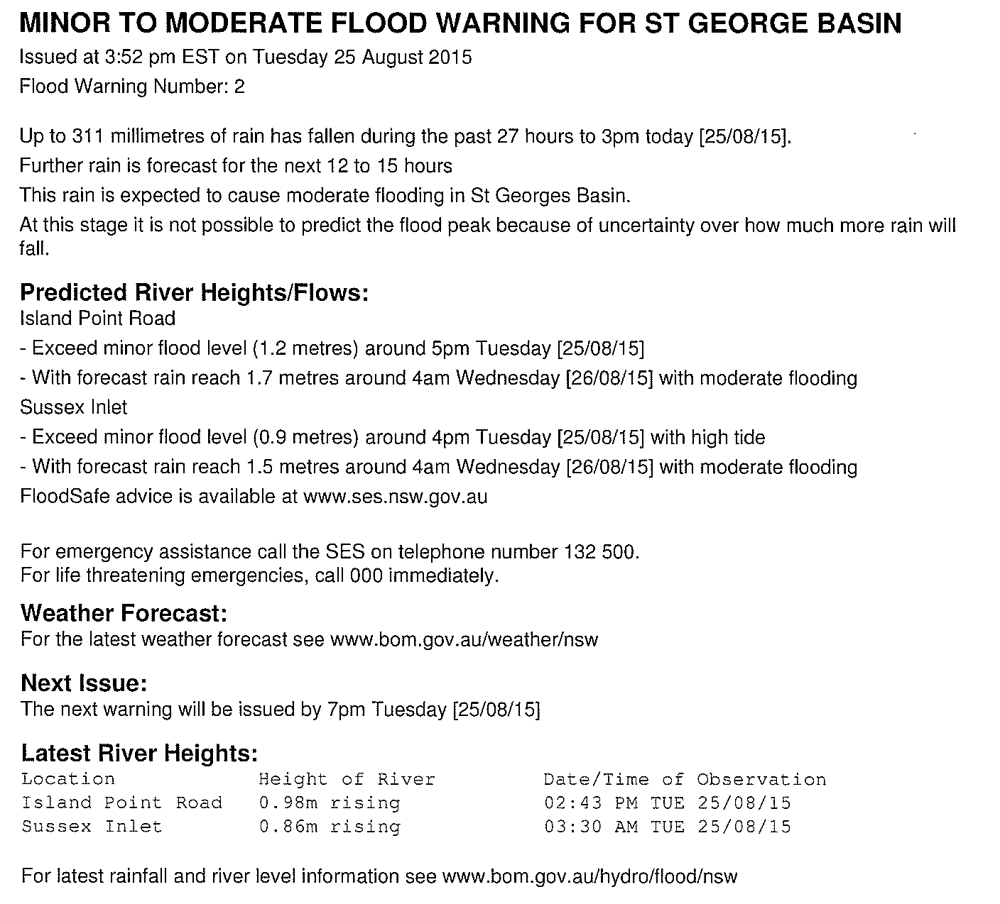 MINOR TO MODERATE FLOOD WARNING FOR ST GEORGE BASIN
Issued at 3:52 pm EST on Tuesday 25 August 2015
Flood Warning Number: 2
Up to 311 millimetres of rain has fallen during the past 27 hours to 3pm today [25/08/15].
Further rain is forecast for the next 12 to 15 hours
This rain is expected to cause moderate flooding in St Georges Basin.
At this stage it is not possible to predict the flood peak because of uncertainty over how much more rain will
fall.
Predicted River Heights/Flows:
Island Point Road
- Exceed minor flood level (1.2 metres) around 5pm Tuesday [25/08/15]
- With forecast rain reach 1.7 metres around 4am Wednesday [26/08/15] with moderate flooding
Sussex Inlet
- Exceed minor flood level (0.9 metres) around 4pm Tuesday [25/08/15] with high tide
- With forecast rain reach 1.5 metres around 4am Wednesday [26/08/15] with moderate flooding
FloodSafe advice is available at www.ses.nsw.gov.au
For emergency assistance call the SES on telephone number 132 500.
For life threatening emergencies, call 000 immediately.
Weather Forecast:
For the latest weather forecast see www.bom.gov.au/weather/nsw
Next Issue:
The next warning will be issued by 7pm Tuesday [25/08/15]
Latest River Heights:
Location Height of River Date/Time of Observation
Island Point Road 0.98m rising 02:43 PM TUE 25/08/15
Sussex Inlet 0.86m rising 03:30 AM TUE 25/08/15
For latest rainfall and river level information see www.bom.gov.au/hydro/flood/nsw